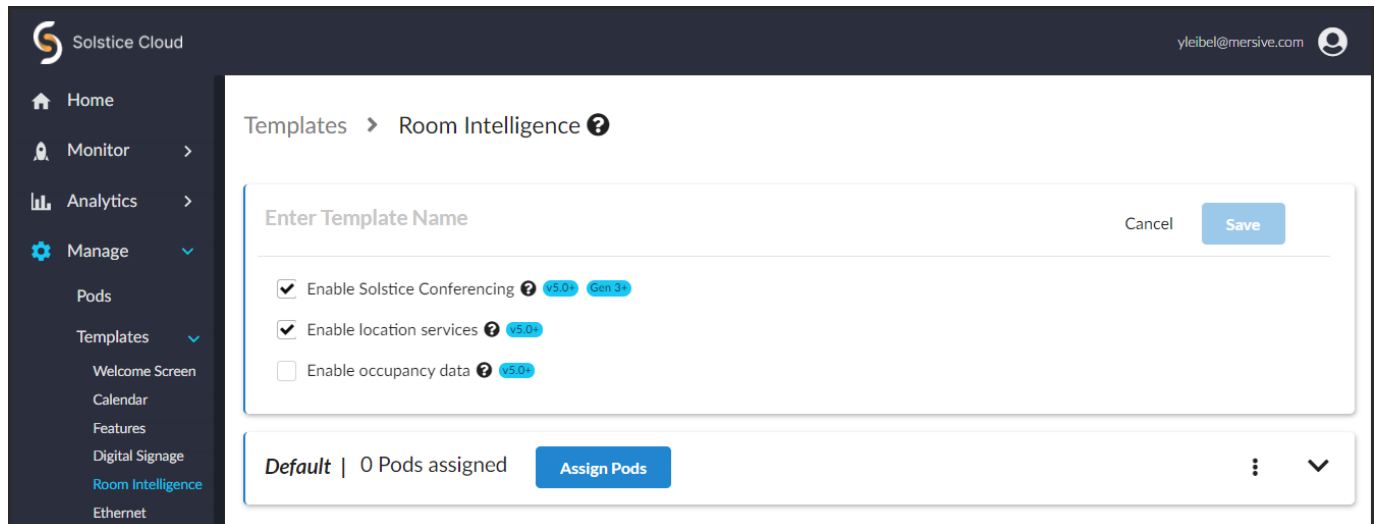 Solstice Cloud
yleibel@mersive.com
Home
Monitor
Analytics
Manage
Pods
Templates
Welcome Screen
Calendar
Features
Digital Signage
Room Intelligence
Ethernet
Templates > Room Intelligence ?
Enter Template Name
Cancel
Save
Enable Solstice Conferencing ? v5.0+ Gen 3+
Enable location services ? v5.0+
Enable occupancy data ? v5.0+
Default | 0 Pods assigned
Assign Pods